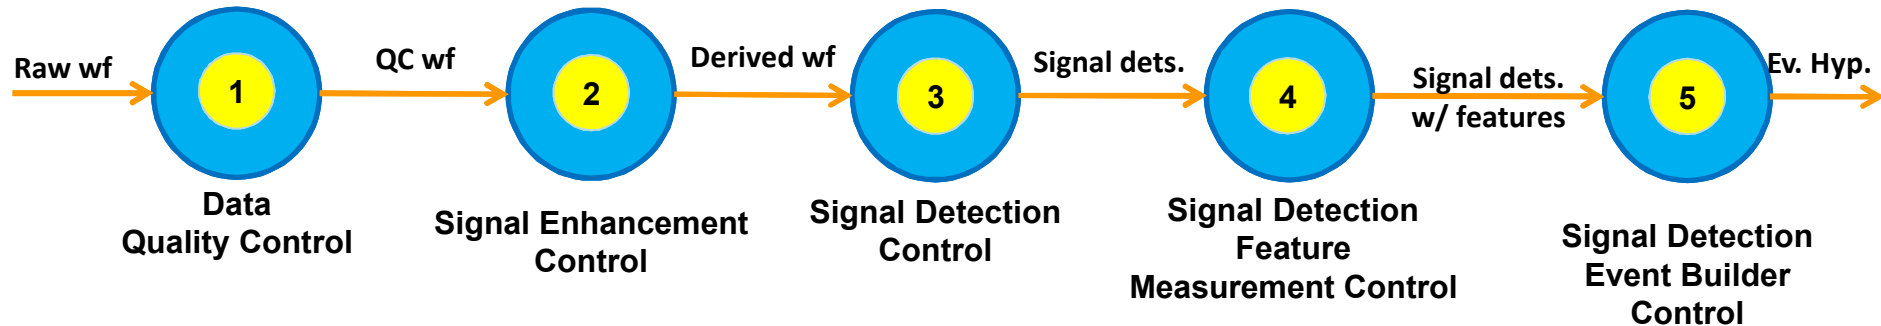 Raw wf
1
Data
Quality Control
QC wf
2
Signal Enhancement
Control
Derived wf
3
Signal Detection
Control
Signal dets.
4
Signal Detection
Feature
Measurement Control
Signal dets.
w/ features
5
Signal Detection
Event Builder
Control
Ev. Hyp.